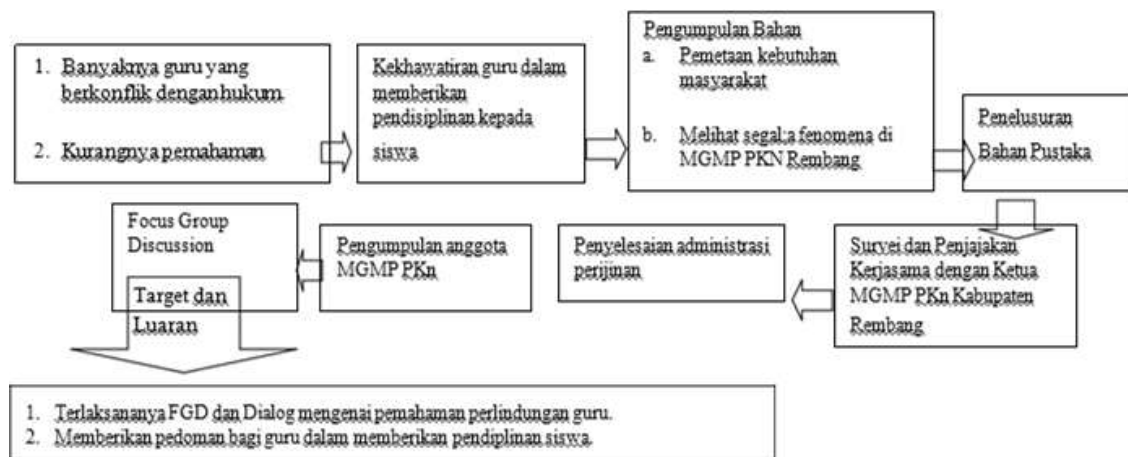 1. Banyaknya guru yang
berkonflik denganhukum
2. Kurangnya pemahaman
Kekhawatiran guru dalam
memberikan
pendisiplinan kepada
siswa
Pengumpulan Bahan
a. Pemetaan kebutuhan
masyarakat
b. Melihat segala fenomena di
MGMP PKN Rembang
Penelusuran
Bahan Pustaka
Survei dan Penjajakan
Kerjasama dengan Ketua
MGMP PKn Kabupaten
Rembang
Penyelesaian administrasi
perijinan
Pengumpulan anggota
MGMP PKn
Focus Group
Discussion
Target dan
Luaran
1. Terlaksananya FGD dan Dialog mengenai pemahaman perlindungan guru.
2. Memberikan pedoman bagi guru dalam memberikan pendiplinan siswa.